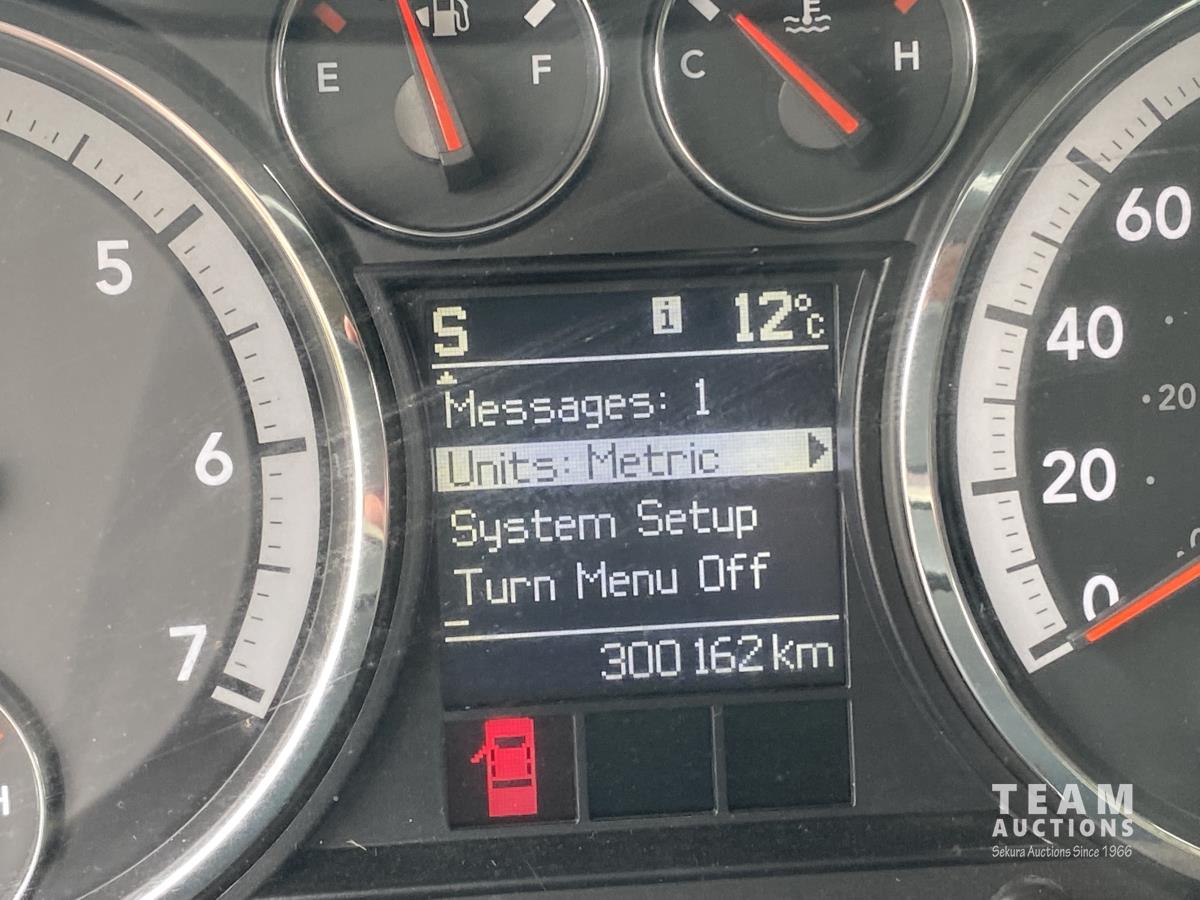 E
F
C
H
5
6
7
H
S i 12°C
Messages: 1
Units: Metric
System Setup
Turn Menu Off
300 162 km
60
40
20
20
0
0
TEAM
AUCTIONS
Sekura Auctions Since 1966